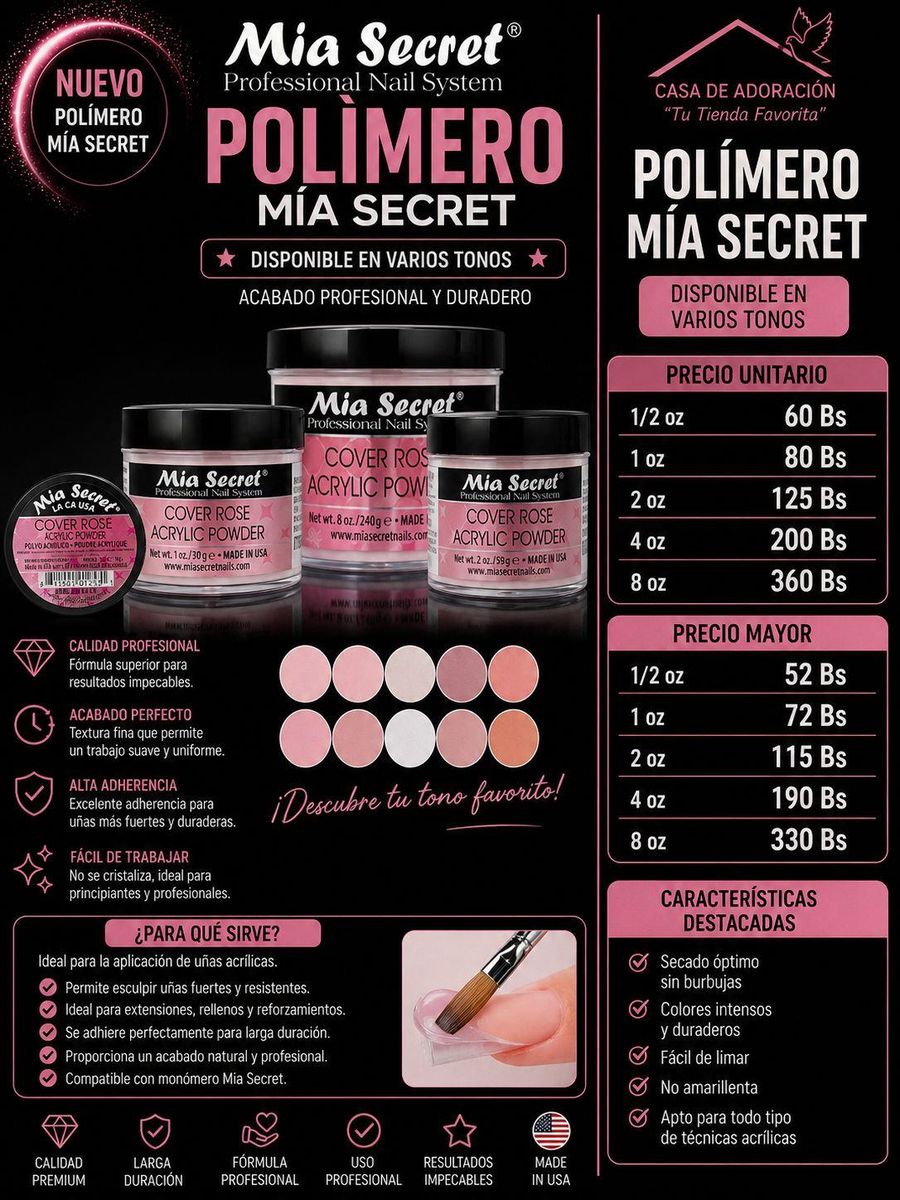 NUEVO
POLÍMERO
MÍA SECRET
Mia Secret®
Professional Nail System
POLÌMERO
MÍA SECRET
★ DISPONIBLE EN VARIOS TONOS ★
ACABADO PROFESIONAL Y DURADERO
Mia Secret®
LA CA USA
COVER ROSE
ACRYLIC POWDER
POLVO ACRÍLICO • POUDRE ACRYLIQUE
Mia Secret®
Professional Nail System
COVER ROSE
ACRYLIC POWDER
Net wt. 1 oz./30 g e • MADE IN USA
www.miasecretnails.com
Mia Secret®
Professional Nail Sy
COVER ROS
ACRYLIC POW
Net wt. 8 oz./240g e • MADE
www.miasecretnails.c
Mia Secret®
Professional Nail System
COVER ROSE
ACRYLIC POWDER
Net wt. 2 oz./59 g e • MADE IN USA
www.miasecretnails.com
CALIDAD PROFESIONAL
Fórmula superior para
resultados impecables.
ACABADO PERFECTO
Textura fina que permite
un trabajo suave y uniforme.
ALTA ADHERENCIA
Excelente adherencia para
uñas más fuertes y duraderas.
FÁCIL DE TRABAJAR
No se cristaliza, ideal para
principiantes y profesionales.
¡Descubre tu tono favorito!
¿PARA QUÉ SIRVE?
Ideal para la aplicación de uñas acrílicas.
Permite esculpir uñas fuertes y resistentes.
Ideal para extensiones, rellenos y reforzamientos.
Se adhiere perfectamente para larga duración.
Proporciona un acabado natural y profesional.
Compatible con monómero Mia Secret.
CALIDAD
PREMIUM
LARGA
DURACIÓN
FÓRMULA
PROFESIONAL
USO
PROFESIONAL
RESULTADOS
IMPECABLES
MADE
IN USA
CASA DE ADORACIÓN
"Tu Tienda Favorita"
POLÍMERO
MÍA SECRET
DISPONIBLE EN
VARIOS TONOS
PRECIO UNITARIO
1/2 oz 60 Bs
1 oz 80 Bs
2 oz 125 Bs
4 oz 200 Bs
8 oz 360 Bs
PRECIO MAYOR
1/2 oz 52 Bs
1 oz 72 Bs
2 oz 115 Bs
4 oz 190 Bs
8 oz 330 Bs
CARACTERÍSTICAS
DESTACADAS
Secado óptimo
sin burbujas
Colores intensos
y duraderos
Fácil de limar
No amarillenta
Apto para todo tipo
de técnicas acrílicas